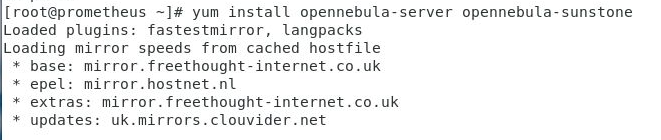 [root@prometheus ~]# yum install opennebula-server opennebula-sunstone
Loaded plugins: fastestmirror, langpacks
Loading mirror speeds from cached hostfile
 * base: mirror.freethought-internet.co.uk
 * epel: mirror.hostnet.nl
 * extras: mirror.freethought-internet.co.uk
 * updates: uk.mirrors.clouvider.net